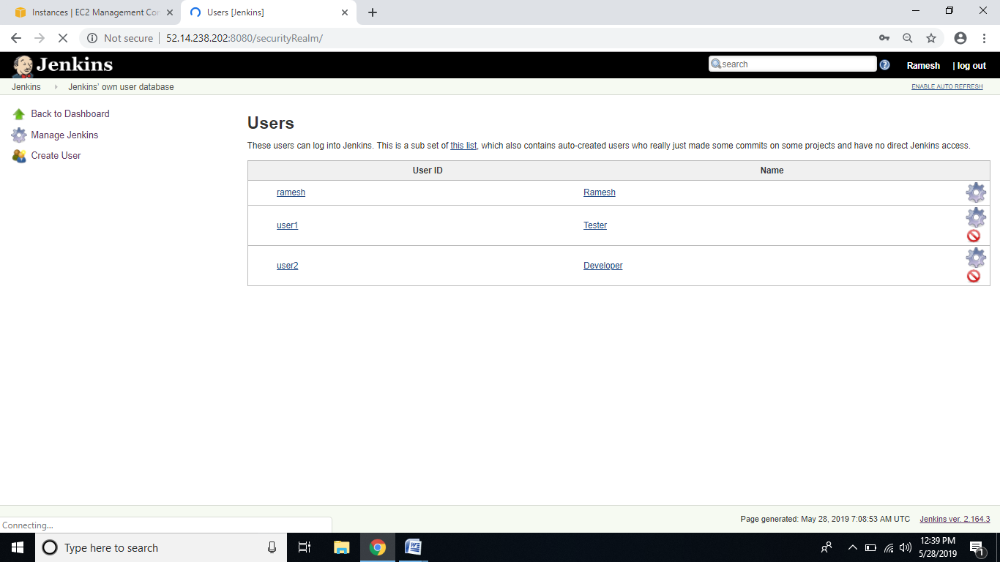 Instances | EC2 Management Con
Users [Jenkins]
Not secure
52.14.238.202:8080/securityRealm/
Jenkins
search
Ramesh
| log out
Jenkins
Jenkins' own user database
ENABLE AUTO REFRESH
Back to Dashboard
Manage Jenkins
Create User
Users
These users can log into Jenkins. This is a sub set of this list, which also contains auto-created users who really just made some commits on some projects and have no direct Jenkins access.
User ID Name
ramesh Ramesh
user1 Tester
user2 Developer
Page generated: May 28, 2019 7:08:53 AM UTC Jenkins ver. 2.164.3
Connecting...
Type here to search
12:39 PM
5/28/2019
1